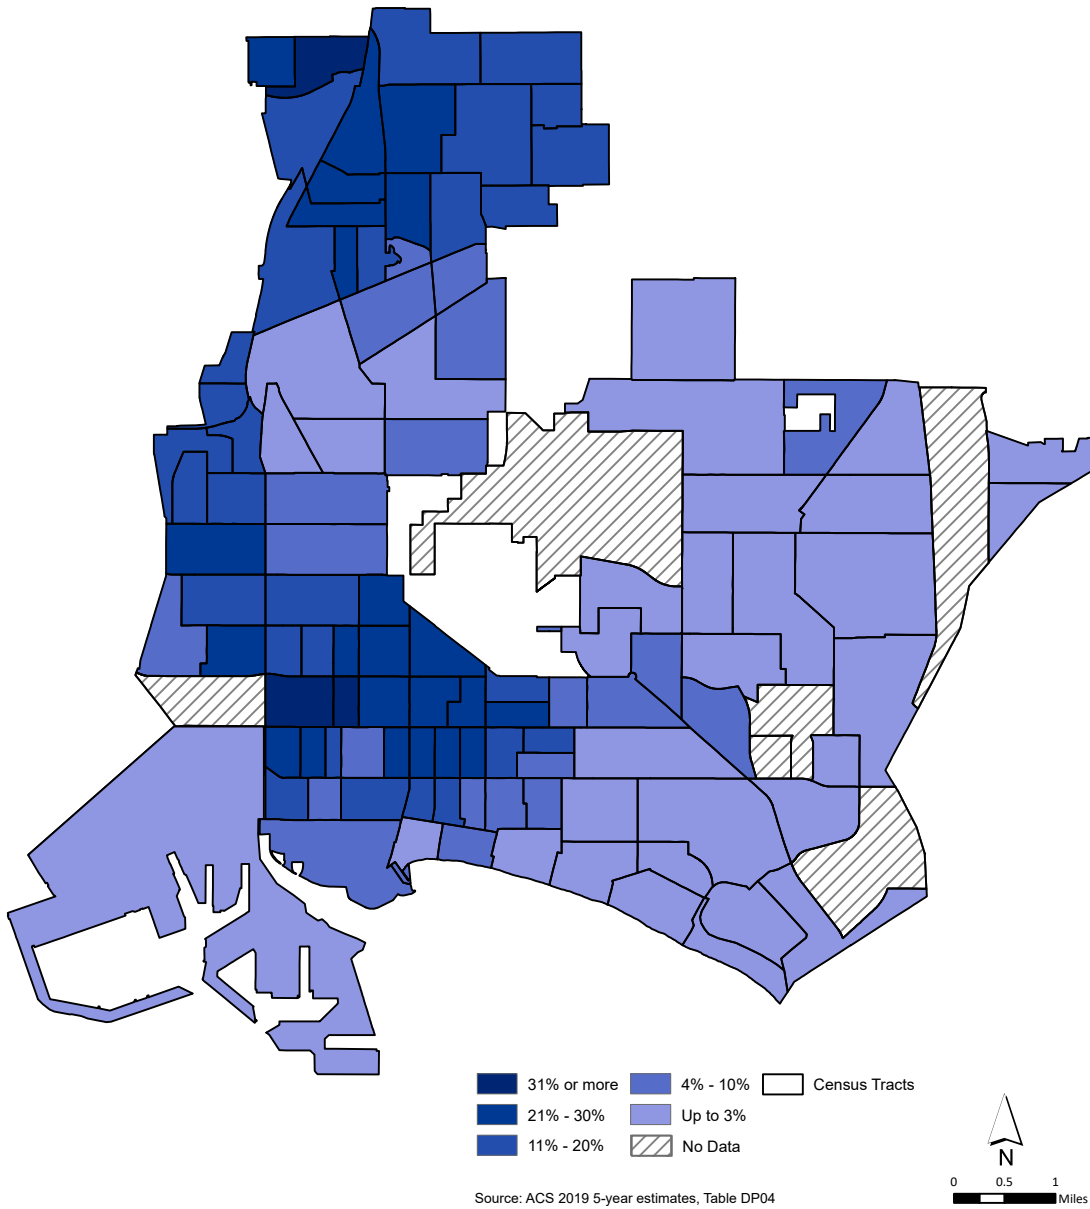 31% or more
4% - 10%
Census Tracts
21% - 30%
Up to 3%
11% - 20%
No Data
N
0 0.5 1
Miles
Source: ACS 2019 5-year estimates, Table DP04